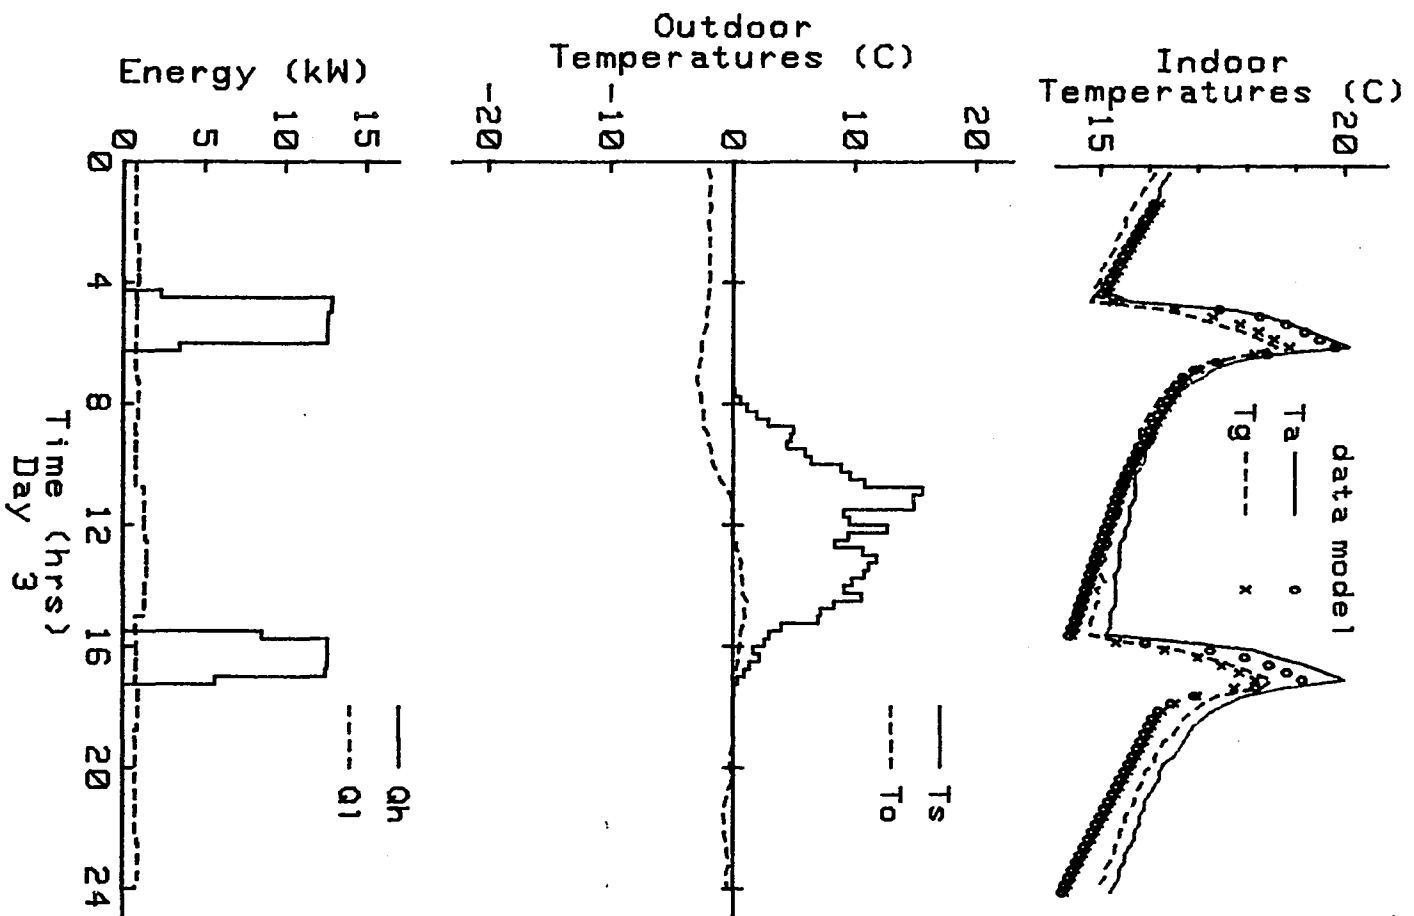 Indoor
Temperatures (C)
15
20
data model
Ta
o
Tg
x
Outdoor
Temperatures (C)
-20
-10
0
10
20
Ts
To
Energy (kW)
0
5
10
15
0
4
8
12
16
20
24
Qh
Ql
Time (hrs)
Day 3